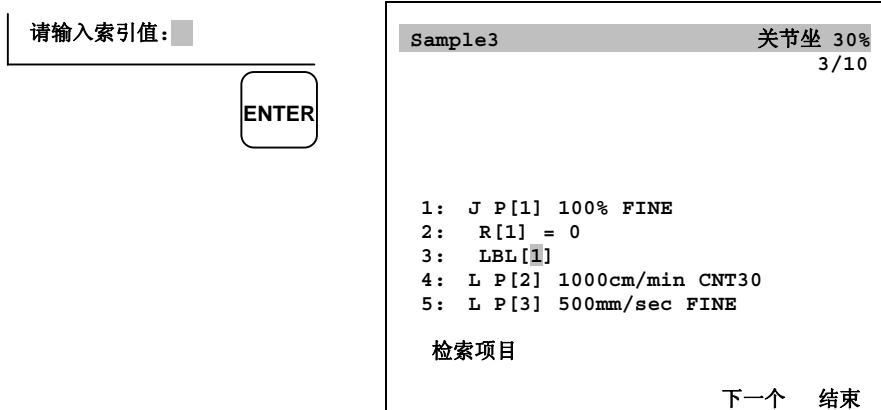 请输入索引值:
ENTER
Sample3 关节坐 30%
3/10
1: J P[1] 100% FINE
2: R[1] = 0
3: LBL[1]
4: L P[2] 1000cm/min CNT30
5: L P[3] 500mm/sec FINE
检索项目
下一个 结束